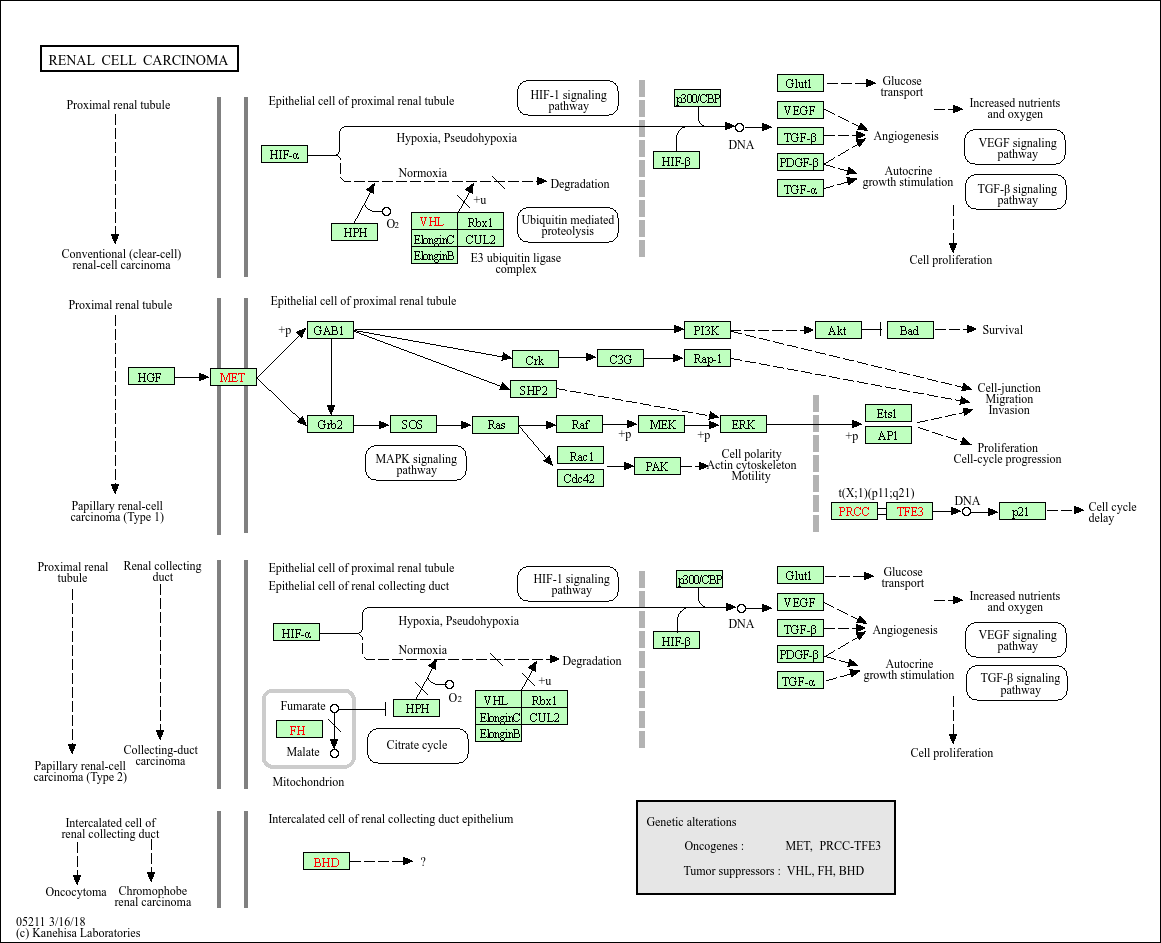 RENAL CELL CARCINOMA
Proximal renal tubule
Conventional (clear-cell)
renal-cell carcinoma
Epithelial cell of proximal renal tubule
HIF-1 signaling
pathway
HIF-α
Hypoxia, Pseudohypoxia
Normoxia
Degradation
+u
O2
HPH
VHL
Rbx1
ElonginC
CUL2
ElonginB
E3 ubiquitin ligase
complex
Ubiquitin mediated
proteolysis
p300/CBP
HIF-β
DNA
Glut1
VEGF
TGF-β
PDGF-β
TGF-α
Glucose
transport
Angiogenesis
Autocrine
growth stimulation
Increased nutrients
and oxygen
VEGF signaling
pathway
TGF-β signaling
pathway
Cell proliferation
Proximal renal tubule
Papillary renal-cell
carcinoma (Type 1)
Epithelial cell of proximal renal tubule
HGF
MET
+p
GAB1
PI3K
Akt
Bad
Survival
Crk
C3G
Rap-1
SHP2
Cell-junction
Migration
Invasion
Grb2
SOS
Ras
Raf
+p
MEK
+p
ERK
+p
Ets1
AP1
Proliferation
Cell-cycle progression
MAPK signaling
pathway
Rac1
Cdc42
PAK
Cell polarity
Actin cytoskeleton
Motility
t(X;1)(p11;q21)
PRCC
TFE3
DNA
p21
Cell cycle
delay
Proximal renal
tubule
Renal collecting
duct
Papillary renal-cell
carcinoma (Type 2)
Collecting-duct
carcinoma
Epithelial cell of proximal renal tubule
Epithelial cell of renal collecting duct
HIF-1 signaling
pathway
HIF-α
Hypoxia, Pseudohypoxia
Normoxia
Degradation
+u
O2
HPH
VHL
Rbx1
ElonginC
CUL2
ElonginB
Fumarate
FH
Malate
Mitochondrion
Citrate cycle
p300/CBP
HIF-β
DNA
Glut1
VEGF
TGF-β
PDGF-β
TGF-α
Glucose
transport
Angiogenesis
Autocrine
growth stimulation
Increased nutrients
and oxygen
VEGF signaling
pathway
TGF-β signaling
pathway
Cell proliferation
Intercalated cell of
renal collecting duct
Oncocytoma
Chromophobe
renal carcinoma
Intercalated cell of renal collecting duct epithelium
BHD
?
Genetic alterations
Oncogenes : MET, PRCC-TFE3
Tumor suppressors : VHL, FH, BHD
05211 3/16/18
(c) Kanehisa Laboratories